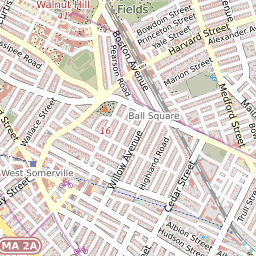 Walnut Hill
Fields
Bowdoin Street
Princeton Street
Yale Street
Harvard Street
Alexander
Boston Avenue
Pearson Road
Marion Street
Medford Street
Road
Wallace Street
Ball Square
16
Willow Avenue
Highland Road
West Somerville
Cedar Street
Trull
Albion Street
Hudson Street
MA 2A